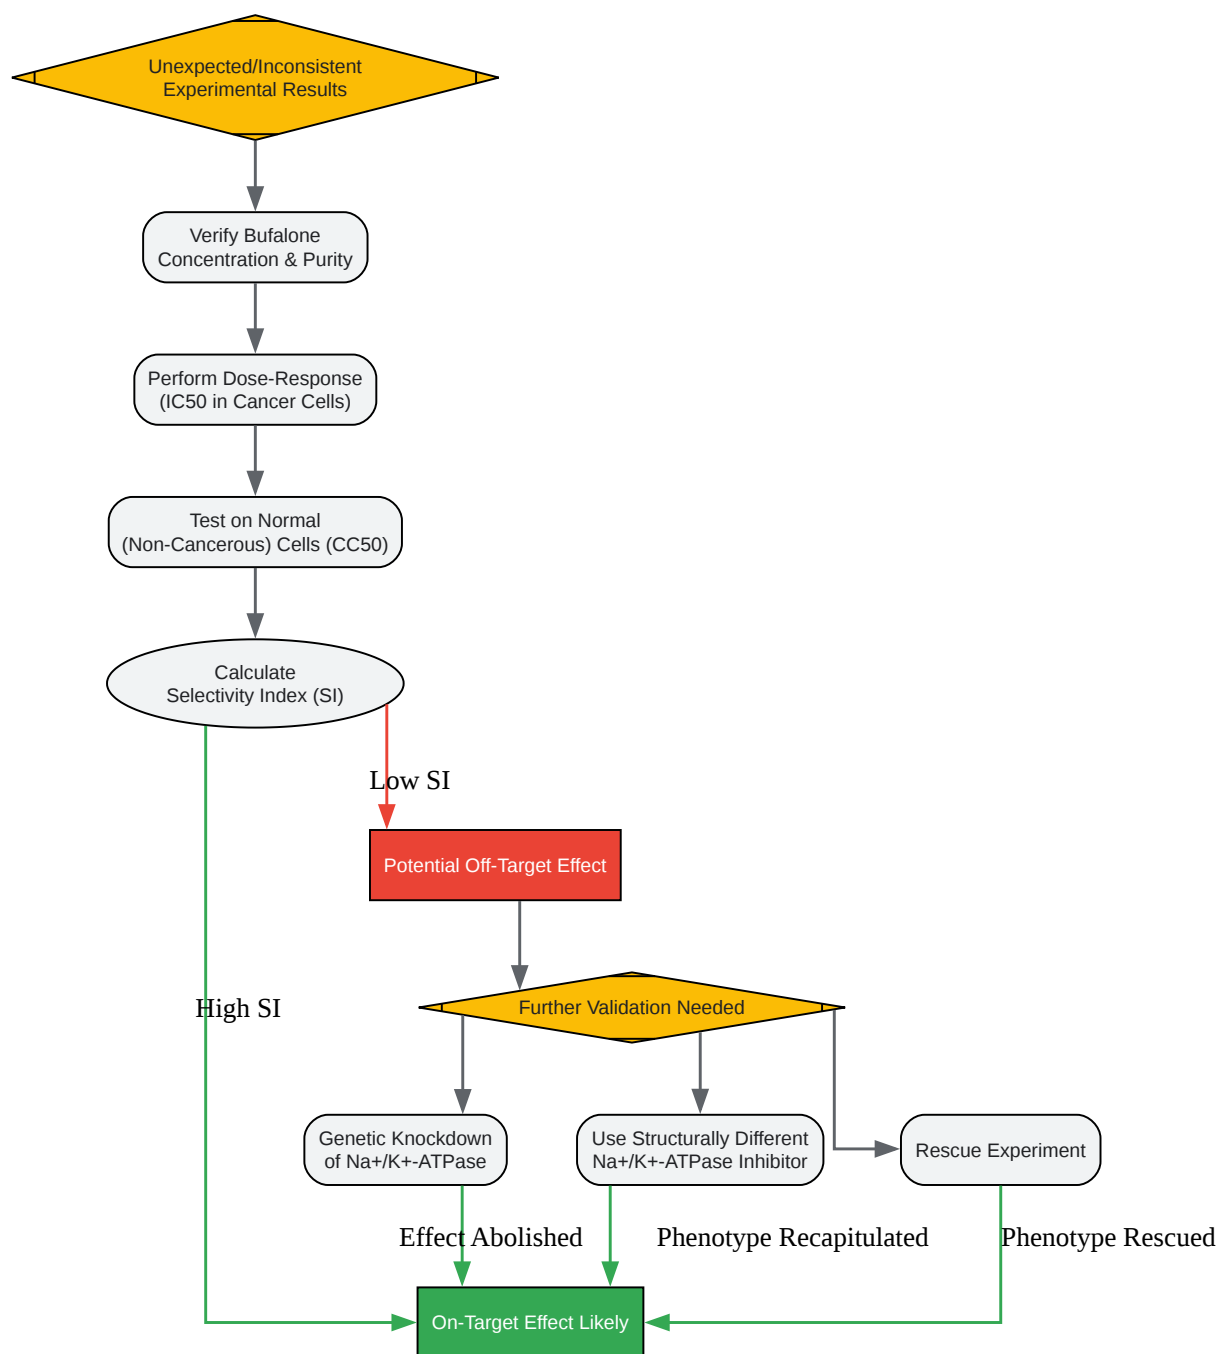 Unexpected/Inconsistent
Experimental Results
Verify Bufalone
Concentration & Purity
Perform Dose-Response
(IC50 in Cancer Cells)
Test on Normal
(Non-Cancerous) Cells (CC50)
Calculate
Selectivity Index (SI)
Low SI
Potential Off-Target Effect
High SI
Further Validation Needed
Genetic Knockdown
of Na+/K+-ATPase
Use Structurally Different
Na+/K+-ATPase Inhibitor
Rescue Experiment
Effect Abolished
Phenotype Recapitulated
Phenotype Rescued
On-Target Effect Likely